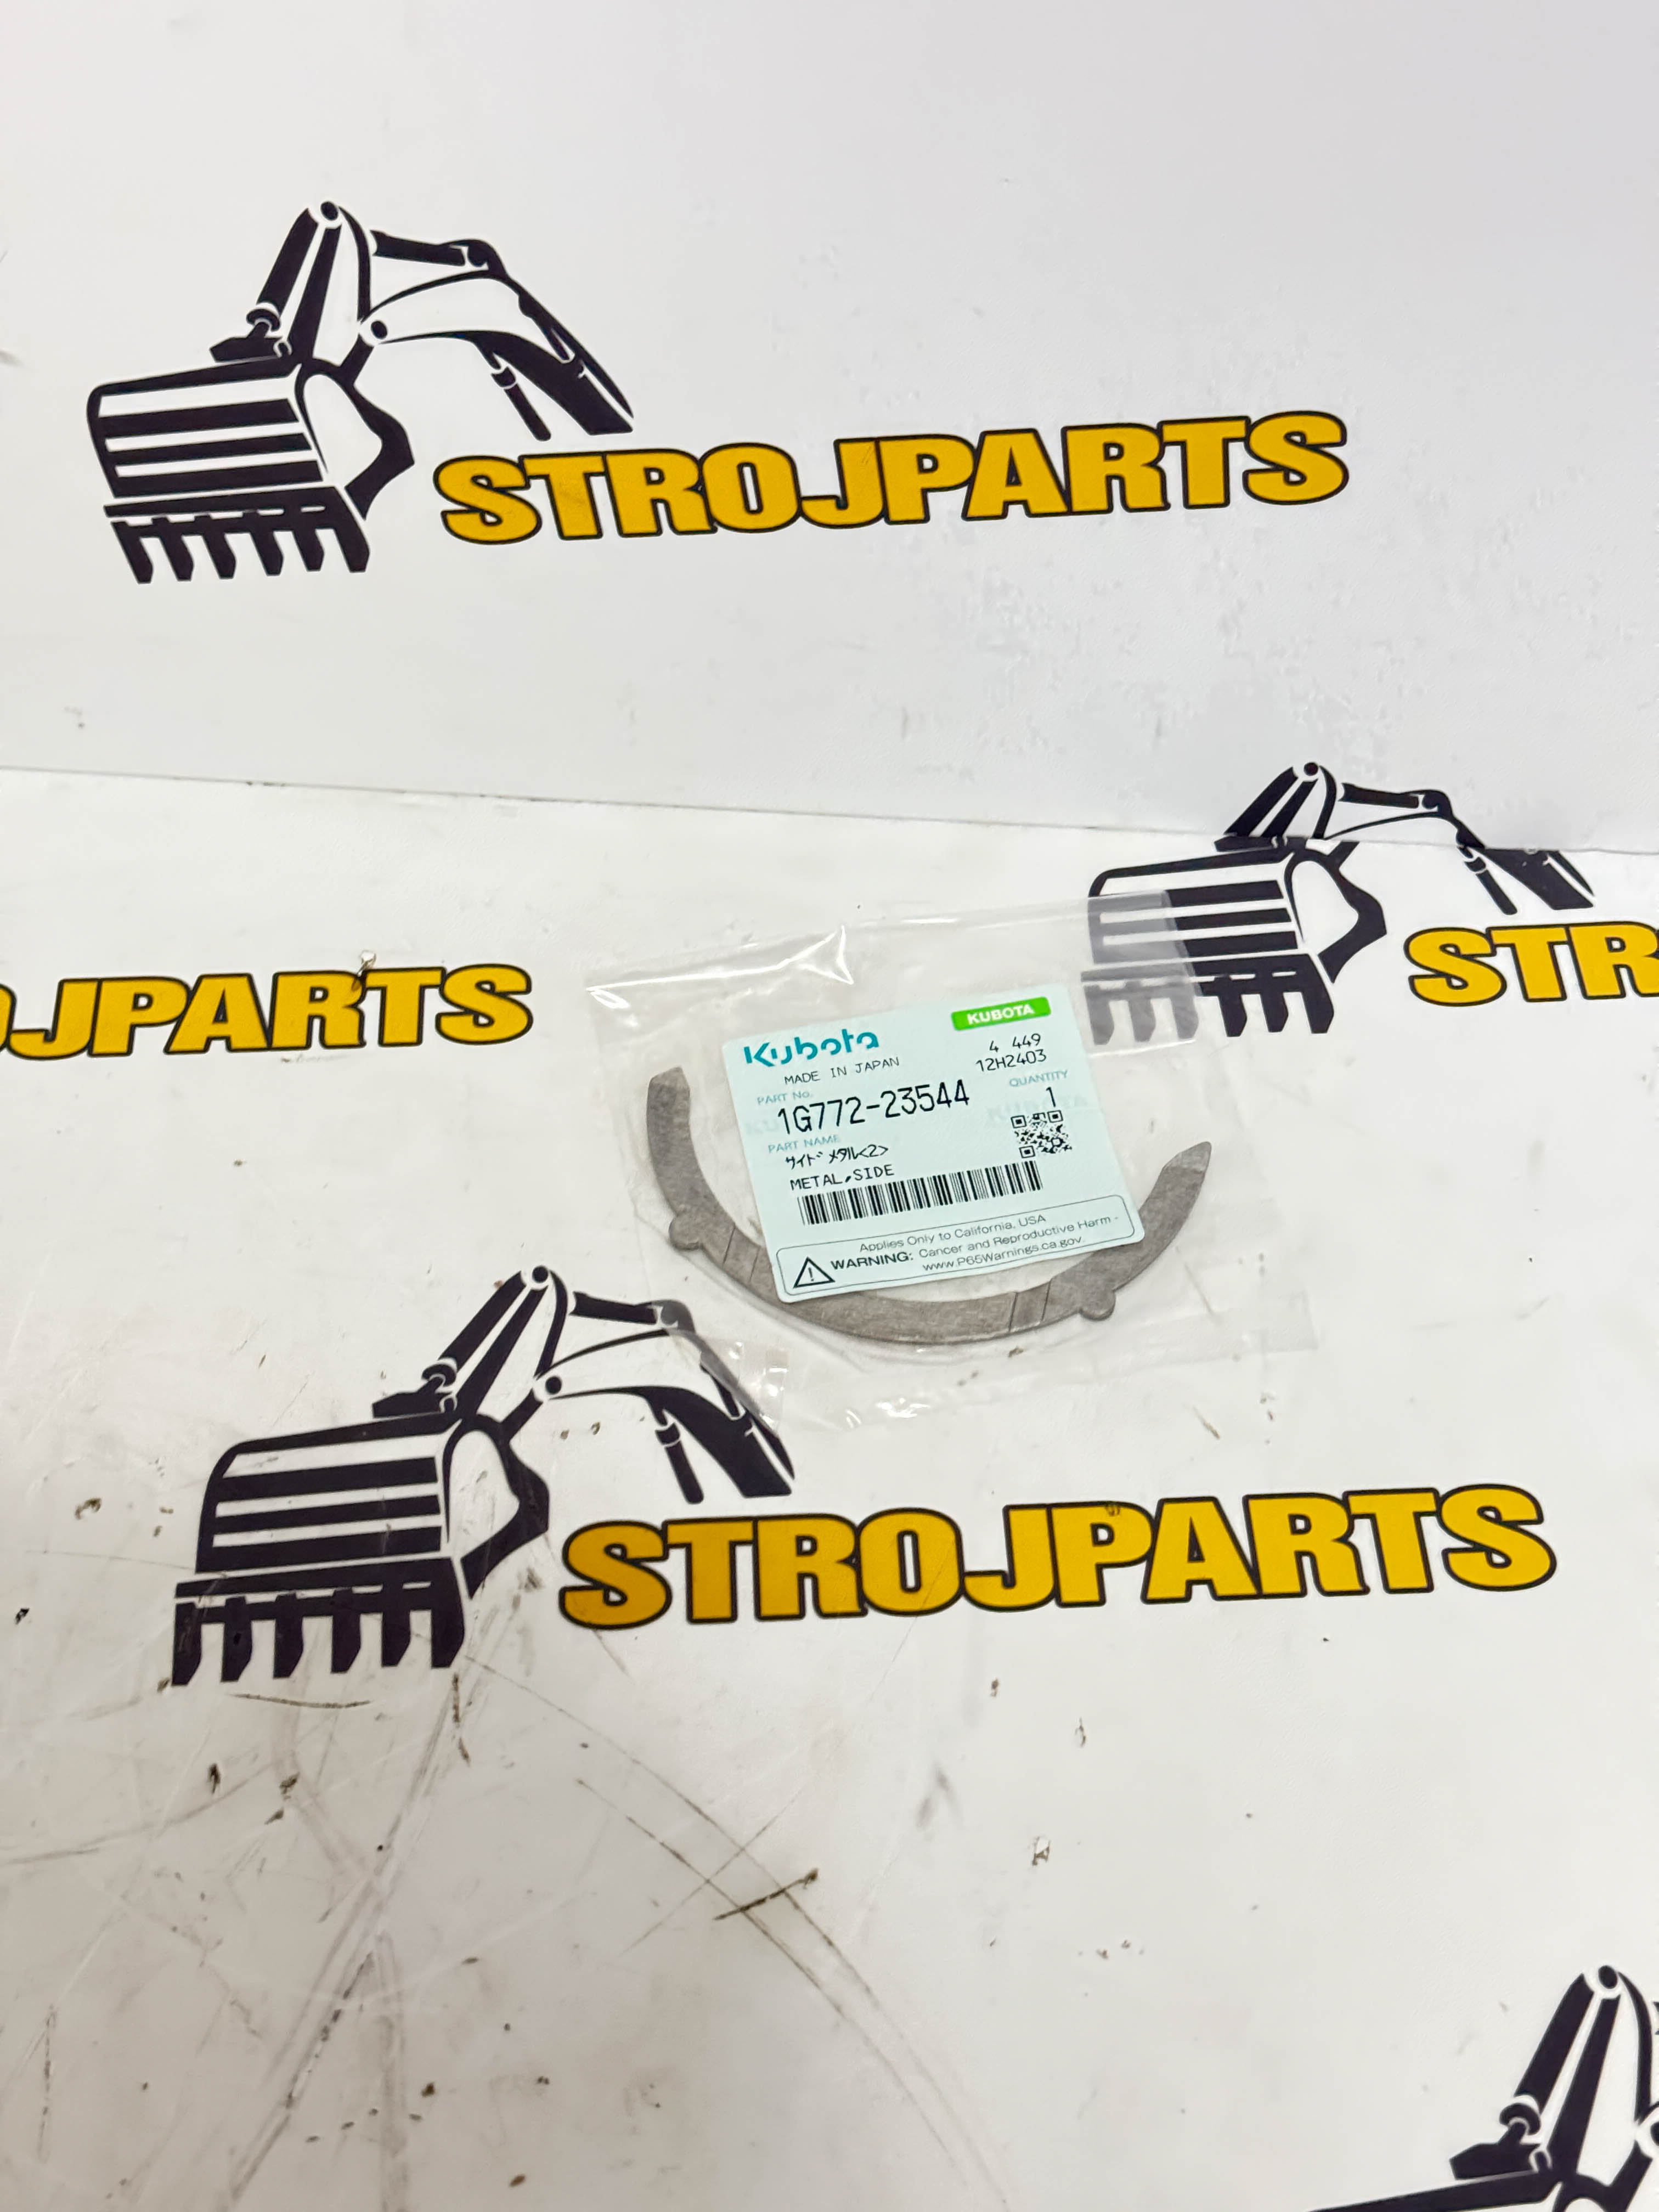 STROJPARTS
STR
OJPARTS
Kubota
KUBOTA
MADE IN JAPAN
4 449
12H2403
PART No.
QUANTITY
1G772-23544
1
PART NAME
サイド メタル<2>
METAL,SIDE
Applies Only to California, USA
WARNING: Cancer and Reproductive Harm -
www.P65Warnings.ca.gov
STROJPARTS